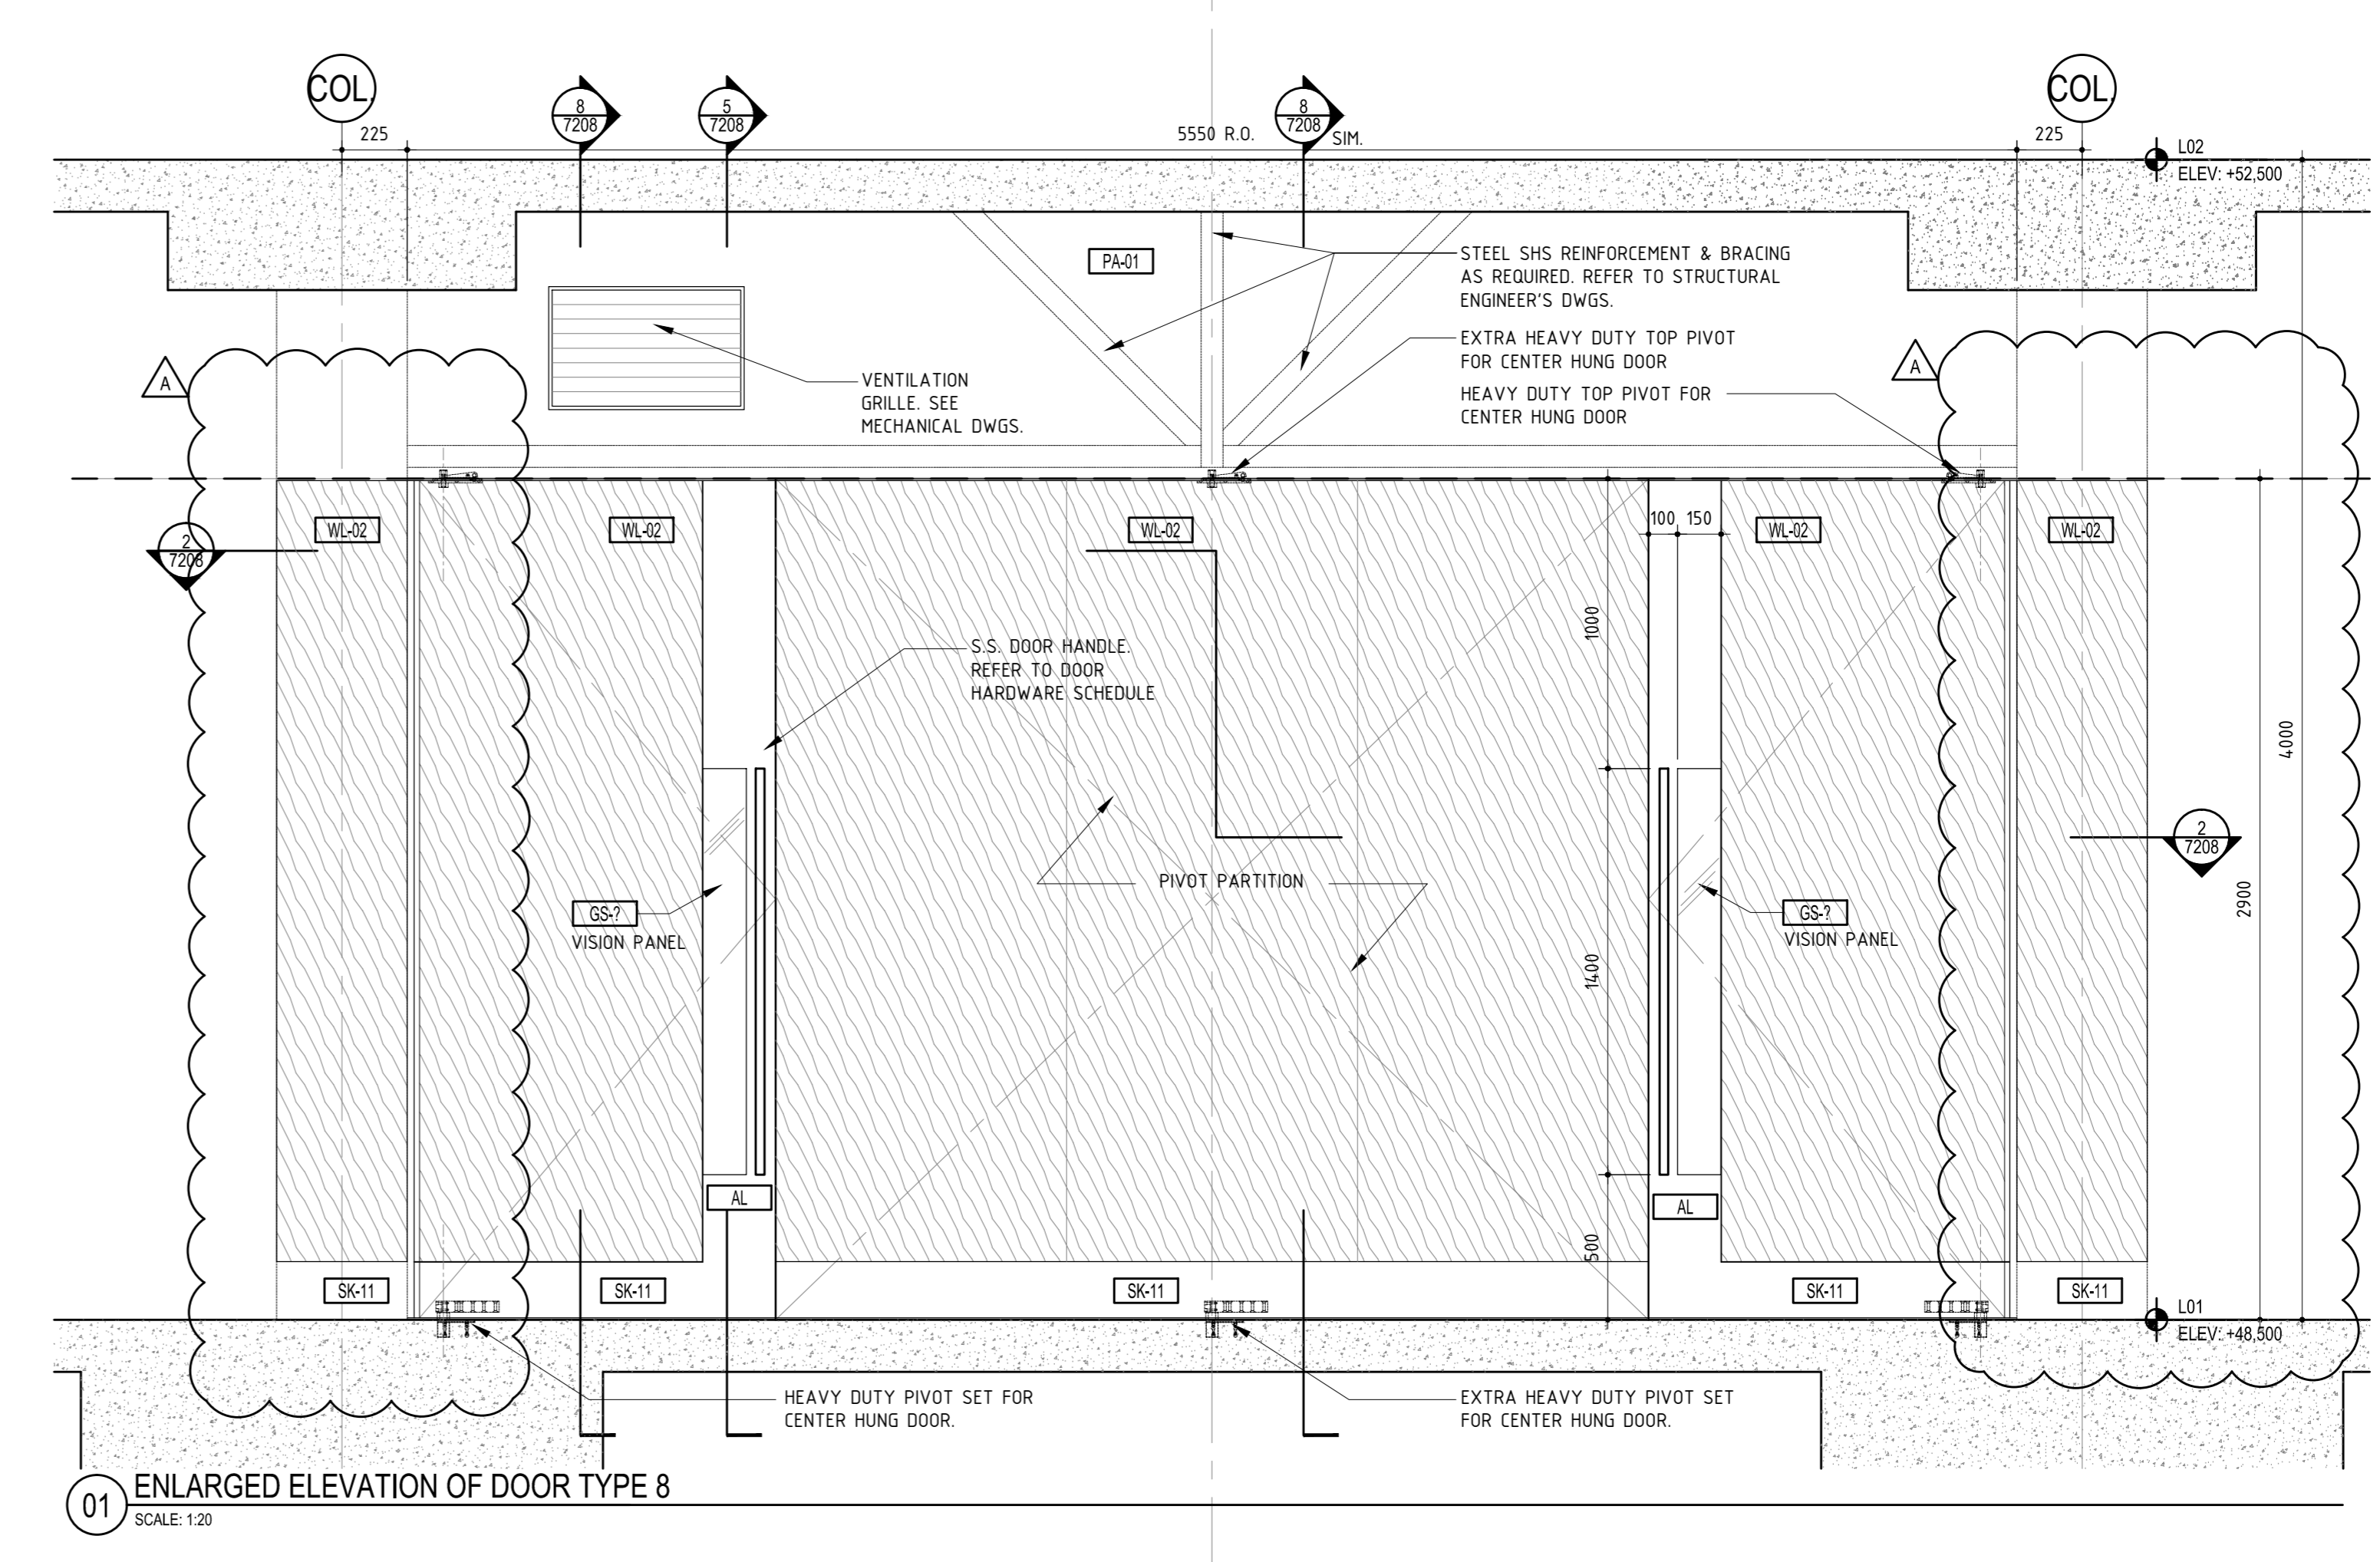 COL.
COL.
8
7208
5
7208
8
7208
SIM.
225
5550 R.O.
225
L02
ELEV: +52,500
PA-01
STEEL SHS REINFORCEMENT & BRACING
AS REQUIRED. REFER TO STRUCTURAL
ENGINEER'S DWGS.
EXTRA HEAVY DUTY TOP PIVOT
FOR CENTER HUNG DOOR
HEAVY DUTY TOP PIVOT FOR
CENTER HUNG DOOR
VENTILATION
GRILLE. SEE
MECHANICAL DWGS.
A
A
WL-02
WL-02
WL-02
WL-02
WL-02
100
150
2
7208
1000
S.S. DOOR HANDLE.
REFER TO DOOR
HARDWARE SCHEDULE
4000
2
7208
PIVOT PARTITION
2900
GS-?
VISION PANEL
GS-?
VISION PANEL
1400
AL
AL
500
SK-11
SK-11
SK-11
SK-11
SK-11
L01
ELEV: +48,500
HEAVY DUTY PIVOT SET FOR
CENTER HUNG DOOR.
EXTRA HEAVY DUTY PIVOT SET
FOR CENTER HUNG DOOR.
01
ENLARGED ELEVATION OF DOOR TYPE 8
SCALE: 1:20